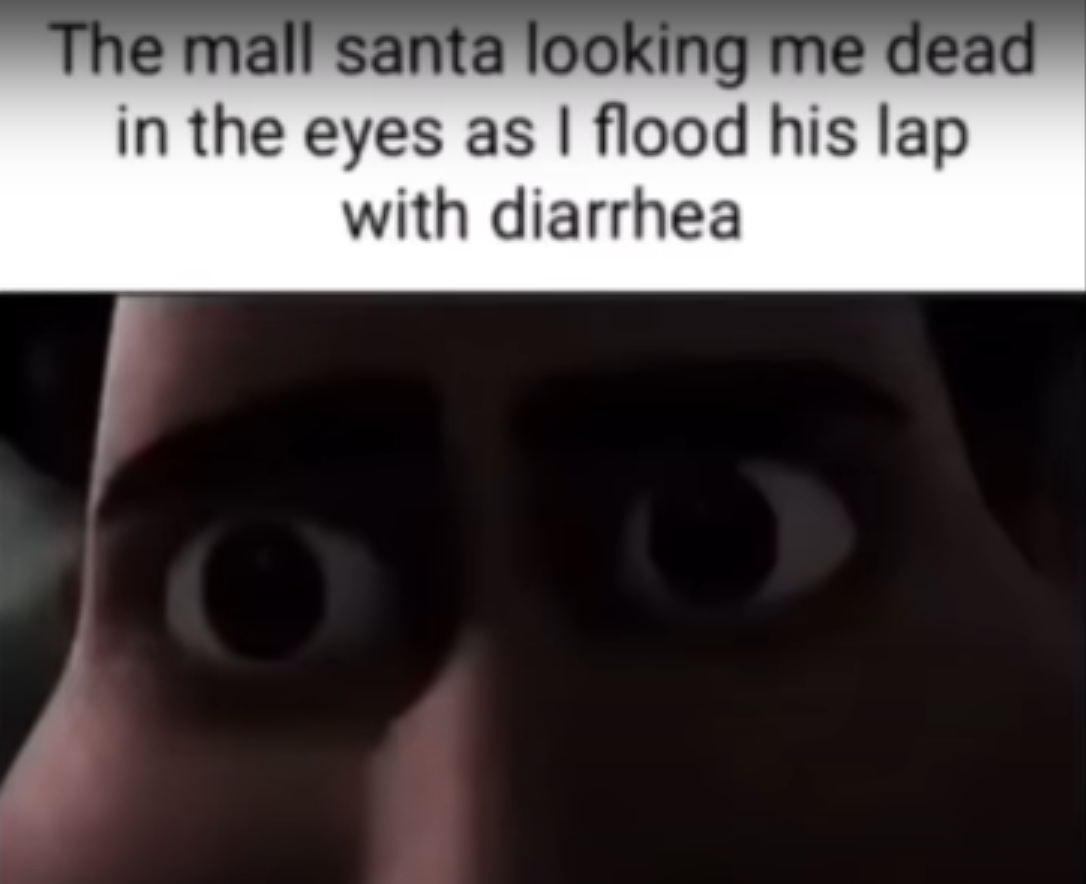 The mall santa looking me dead
in the eyes as I flood his lap
with diarrhea